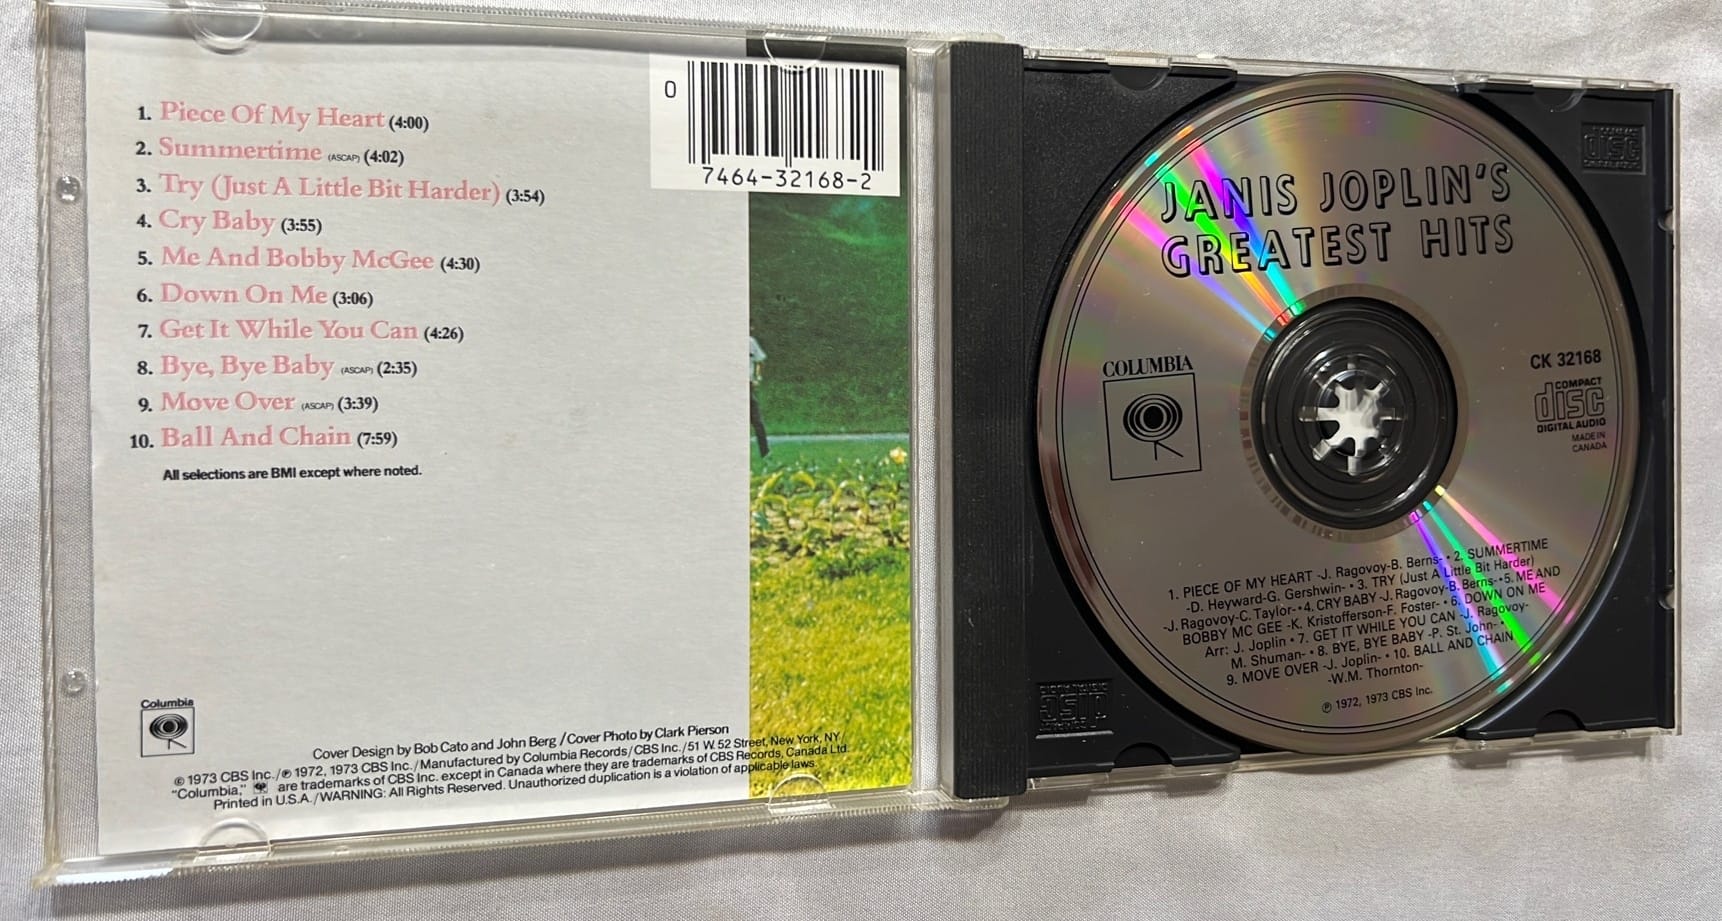 1. Piece Of My Heart (4:00)
2. Summertime (ASCAP) (4:02)
3. Try (Just A Little Bit Harder) (3:54)
4. Cry Baby (3:55)
5. Me And Bobby McGee (4:30)
6. Down On Me (3:06)
7. Get It While You Can (4:26)
8. Bye, Bye Baby (ASCAP) (2:35)
9. Move Over (ASCAP) (3:39)
10. Ball And Chain (7:59)
All selections are BMI except where noted.
0
7464-32168-2
Columbia
Cover Design by Bob Cato and John Berg / Cover Photo by Clark Pierson
© 1973 CBS Inc./℗ 1972, 1973 CBS Inc./Manufactured by Columbia Records/CBS Inc./51 W. 52 Street, New York, NY/
"Columbia," are trademarks of CBS Inc. except in Canada where they are trademarks of CBS Records, Canada Ltd.
Printed in U.S.A./WARNING: All Rights Reserved. Unauthorized duplication is a violation of applicable laws.
JANIS JOPLIN'S
GREATEST HITS
COLUMBIA
CK 32168
COMPACT
disc
DIGITAL AUDIO
MADE IN
CANADA
1. PIECE OF MY HEART -J. Ragovoy-B. Berns- • 2. SUMMERTIME
-D. Heyward-G. Gershwin- • 3. TRY (Just A Little Bit Harder)
-J. Ragovoy-C. Taylor- • 4. CRY BABY -J. Ragovoy-B. Berns- • 5. ME AND
BOBBY MC GEE -K. Kristofferson-F. Foster- • 6. DOWN ON ME
Arr: J. Joplin • 7. GET IT WHILE YOU CAN -J. Ragovoy-
M. Shuman- • 8. BYE, BYE BABY -P. St. John- •
9. MOVE OVER -J. Joplin- • 10. BALL AND CHAIN
-W.M. Thornton-
℗ 1972, 1973 CBS Inc.
disc